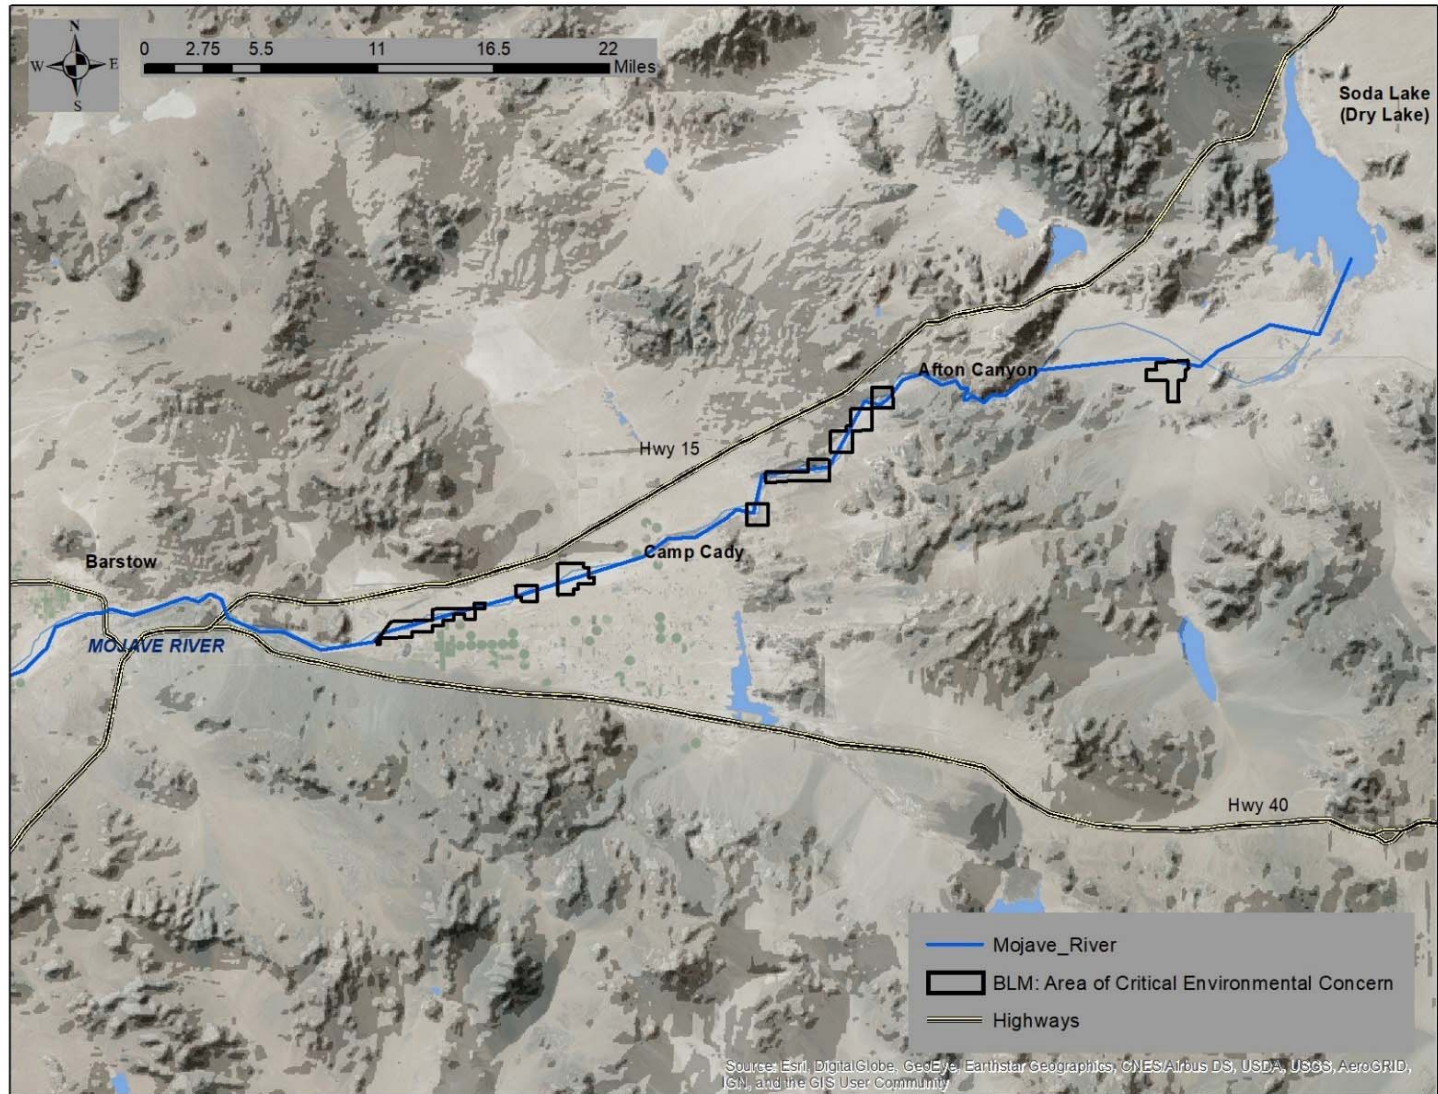 N
W E
S
0 2.75 5.5 11 16.5 22
Miles
Soda Lake
(Dry Lake)
Afton Canyon
Hwy 15
Camp Cady
Barstow
MOJAVE RIVER
Hwy 40
Mojave_River
BLM: Area of Critical Environmental Concern
Highways
Source: Esri, DigitalGlobe, GeoEye, Earthstar Geographics, CNES/Airbus DS, USDA, USGS, AeroGRID,
IGN, and the GIS User Community